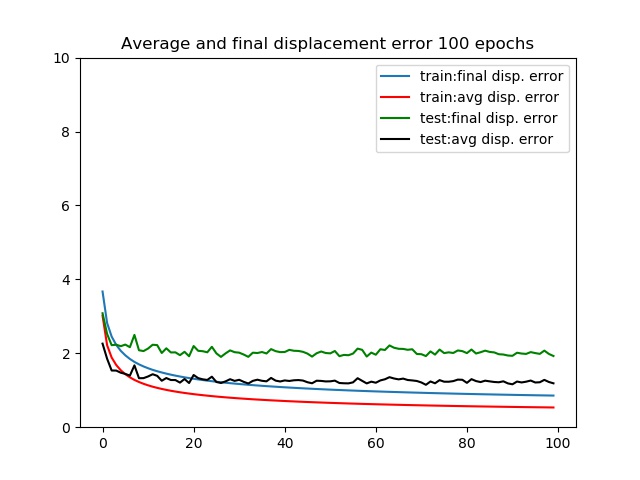 Average and final displacement error 100 epochs
10
8
6
4
2
0
train:final disp. error
train:avg disp. error
test:final disp. error
test:avg disp. error
0 20 40 60 80 100